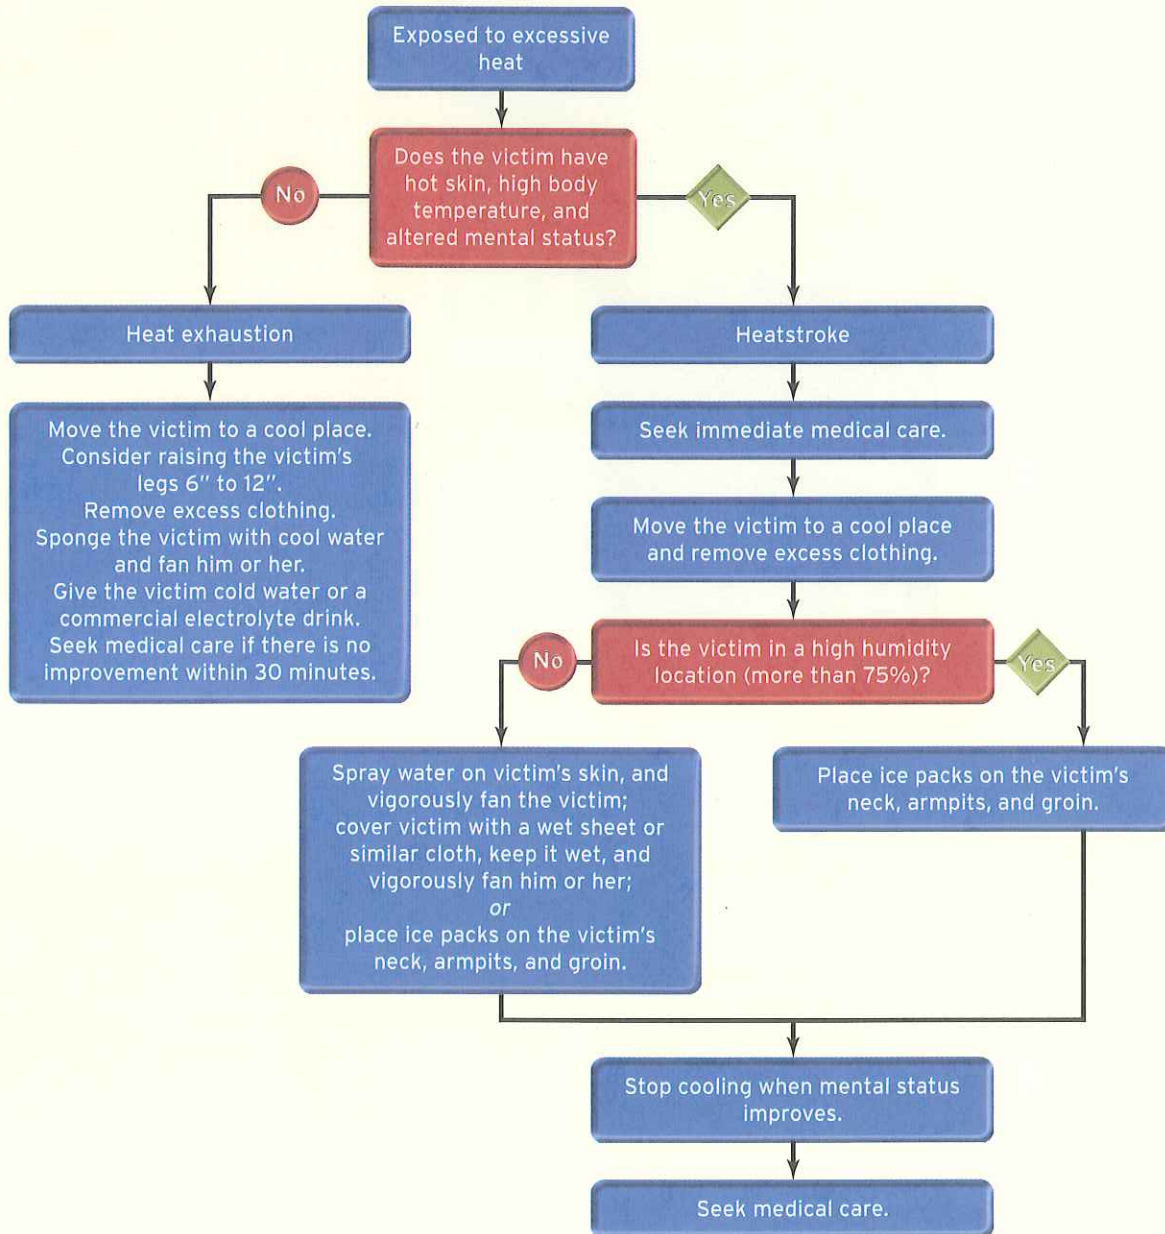 Exposed to excessive
heat
Does the victim have
hot skin, high body
temperature, and
altered mental status?
No
Yes
Heat exhaustion
Move the victim to a cool place.
Consider raising the victim's
legs 6” to 12”.
Remove excess clothing.
Sponge the victim with cool water
and fan him or her.
Give the victim cold water or a
commercial electrolyte drink.
Seek medical care if there is no
improvement within 30 minutes.
Heatstroke
Seek immediate medical care.
Move the victim to a cool place
and remove excess clothing.
Is the victim in a high humidity
location (more than 75%)?
No
Yes
Spray water on victim's skin, and
vigorously fan the victim;
cover victim with a wet sheet or
similar cloth, keep it wet, and
vigorously fan him or her;
or
place ice packs on the victim's
neck, armpits, and groin.
Place ice packs on the victim's
neck, armpits, and groin.
Stop cooling when mental status
improves.
Seek medical care.